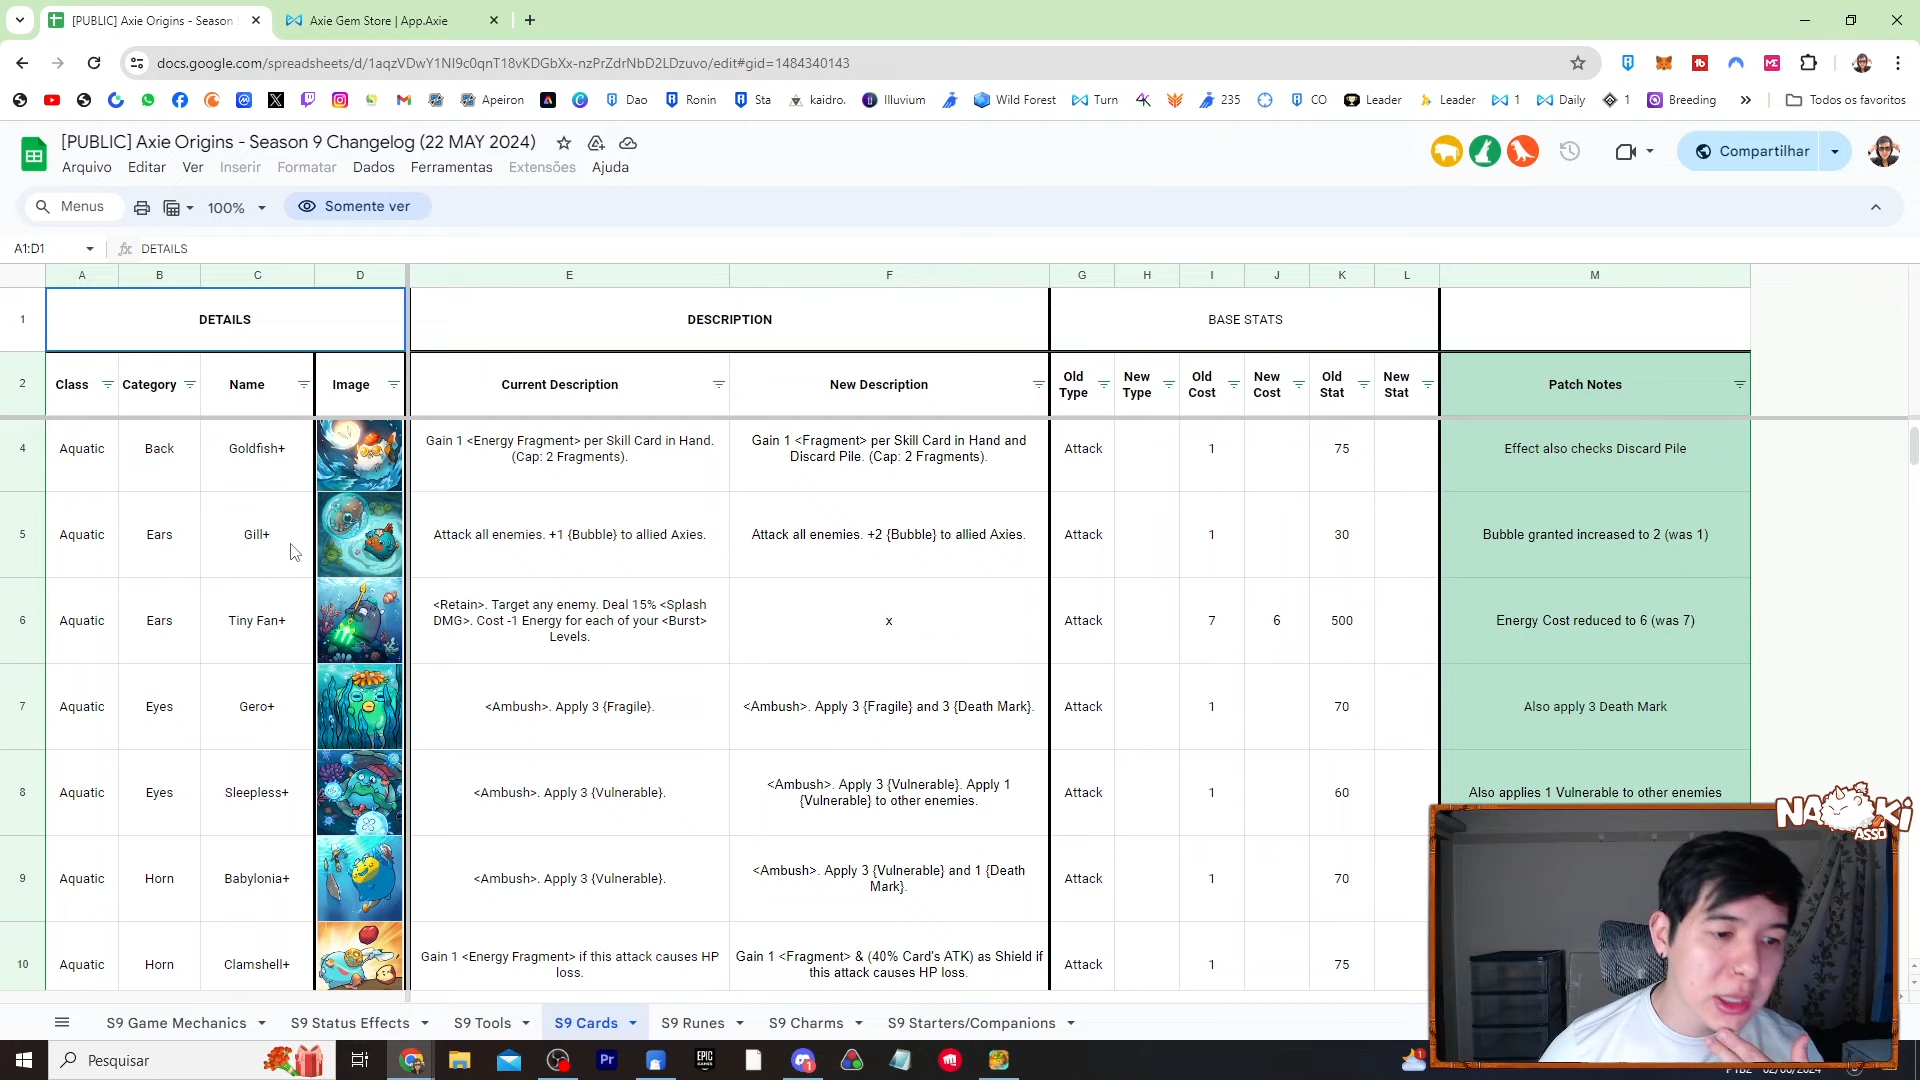 [PUBLIC] Axie Origins - Season
Axie Gem Store | App.Axie
docs.google.com/spreadsheets/d/1aqzVDwY1NI9c0qnT18vKDGbXx-nzPrZdrNbD2LDzuvo/edit#gid=1484340143
Apeiron
Dao
Ronin
Sta
kaidro.
Illuvium
Wild Forest
Turn
4K
235
CO
Leader
Leader
1
Daily
1
Breeding
Todos os favoritos
[PUBLIC] Axie Origins - Season 9 Changelog (22 MAY 2024)
Arquivo Editar Ver Inserir Formatar Dados Ferramentas Extensões Ajuda
Compartilhar
Menus
100%
Somente ver
A1:D1
fx DETAILS
A B C D E F G H I J K L M
1 DETAILS DESCRIPTION BASE STATS
2 Class Category Name Image Current Description New Description Old Type New Type Old Cost New Cost Old Stat New Stat Patch Notes
4 Aquatic Back Goldfish+
Gain 1 <Energy Fragment> per Skill Card in Hand.
(Cap: 2 Fragments).
Gain 1 <Fragment> per Skill Card in Hand and
Discard Pile. (Cap: 2 Fragments).
Attack 1 75 Effect also checks Discard Pile
5 Aquatic Ears Gill+ Attack all enemies. +1 {Bubble} to allied Axies. Attack all enemies. +2 {Bubble} to allied Axies. Attack 1 30 Bubble granted increased to 2 (was 1)
6 Aquatic Ears Tiny Fan+
<Retain>. Target any enemy. Deal 15% <Splash
DMG>. Cost -1 Energy for each of your <Burst>
Levels.
x Attack 7 6 500 Energy Cost reduced to 6 (was 7)
7 Aquatic Eyes Gero+ <Ambush>. Apply 3 {Fragile}. <Ambush>. Apply 3 {Fragile} and 3 {Death Mark}. Attack 1 70 Also apply 3 Death Mark
8 Aquatic Eyes Sleepless+ <Ambush>. Apply 3 {Vulnerable}.
<Ambush>. Apply 3 {Vulnerable}. Apply 1
{Vulnerable} to other enemies.
Attack 1 60 Also applies 1 Vulnerable to other enemies
9 Aquatic Horn Babylonia+ <Ambush>. Apply 3 {Vulnerable}.
<Ambush>. Apply 3 {Vulnerable} and 1 {Death
Mark}.
Attack 1 70
10 Aquatic Horn Clamshell+
Gain 1 <Energy Fragment> if this attack causes HP
loss.
Gain 1 <Fragment> & (40% Card's ATK) as Shield if
this attack causes HP loss.
Attack 1 75
NAOKI
ASSO
S9 Game Mechanics S9 Status Effects S9 Tools S9 Cards S9 Runes S9 Charms S9 Starters/Companions
Pesquisar
Pr
EPIC
GAMES